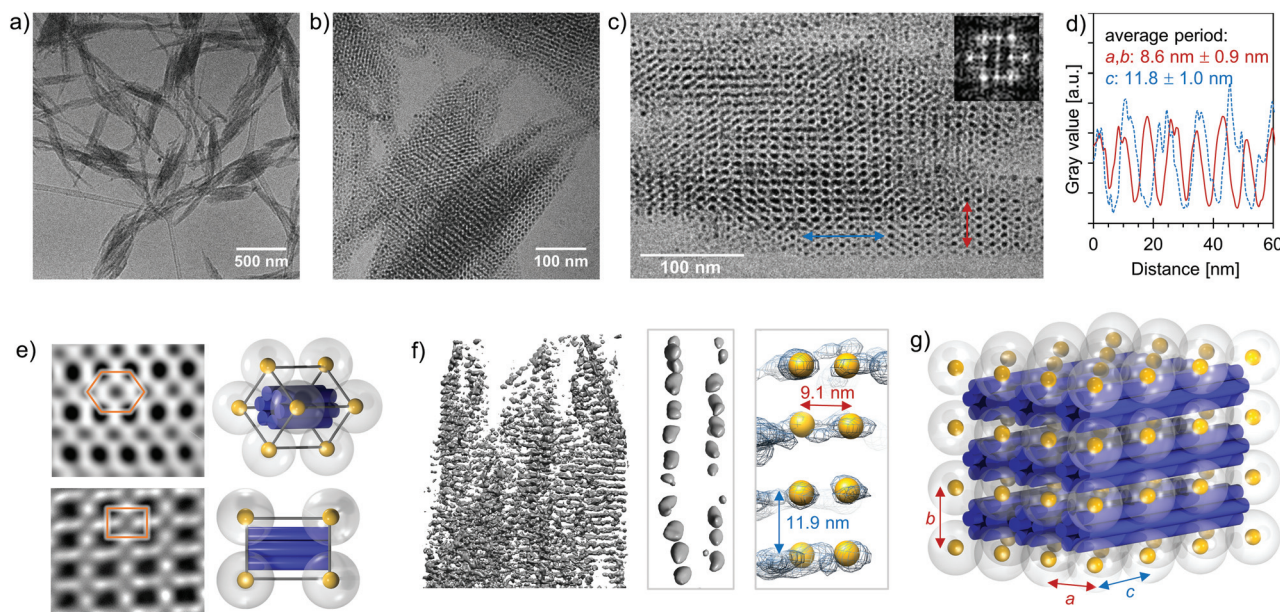 a)
500 nm
b)
100 nm
c)
100 nm
d)
average period:
a,b: 8.6 nm ± 0.9 nm
c: 11.8 ± 1.0 nm
Gray value [a.u.]
0 20 40 60
Distance [nm]
e)
f)
9.1 nm
11.9 nm
g)
b
a
c